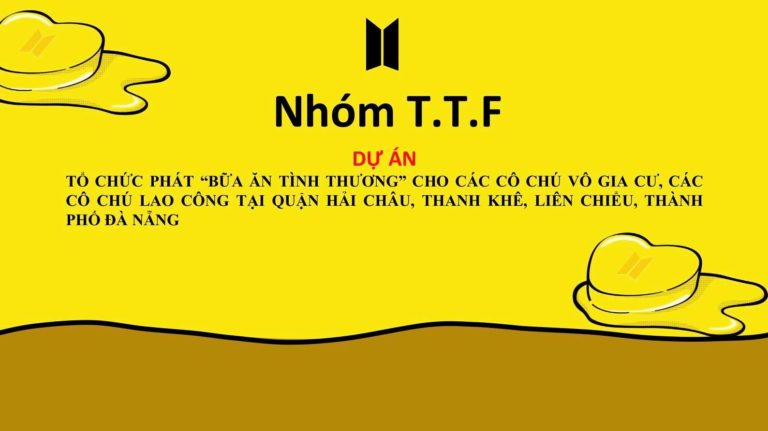 Nhóm T.T.F
DỰ ÁN
TỔ CHỨC PHÁT “BỮA ĂN TÌNH THƯƠNG” CHO CÁC CÔ CHÚ VÔ GIA CƯ, CÁC
CÔ CHÚ LAO CÔNG TẠI QUẬN HẢI CHÂU, THANH KHÊ, LIÊN CHIỂU, THÀNH
PHỐ ĐÀ NẴNG